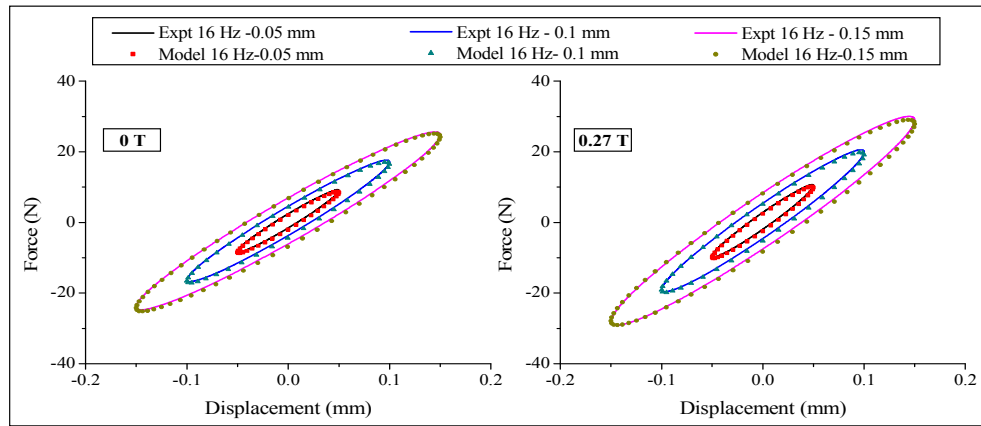 Expt 16 Hz -0.05 mm Expt 16 Hz - 0.1 mm Expt 16 Hz - 0.15 mm
Model 16 Hz-0.05 mm Model 16 Hz- 0.1 mm Model 16 Hz-0.15 mm
40 40
0 T 0.27 T
20 20
0 0
-20 -20
-40 -40
Force (N) Force (N)
-0.2 -0.1 0.0 0.1 0.2 -0.2 -0.1 0.0 0.1 0.2
Displacement (mm) Displacement (mm)